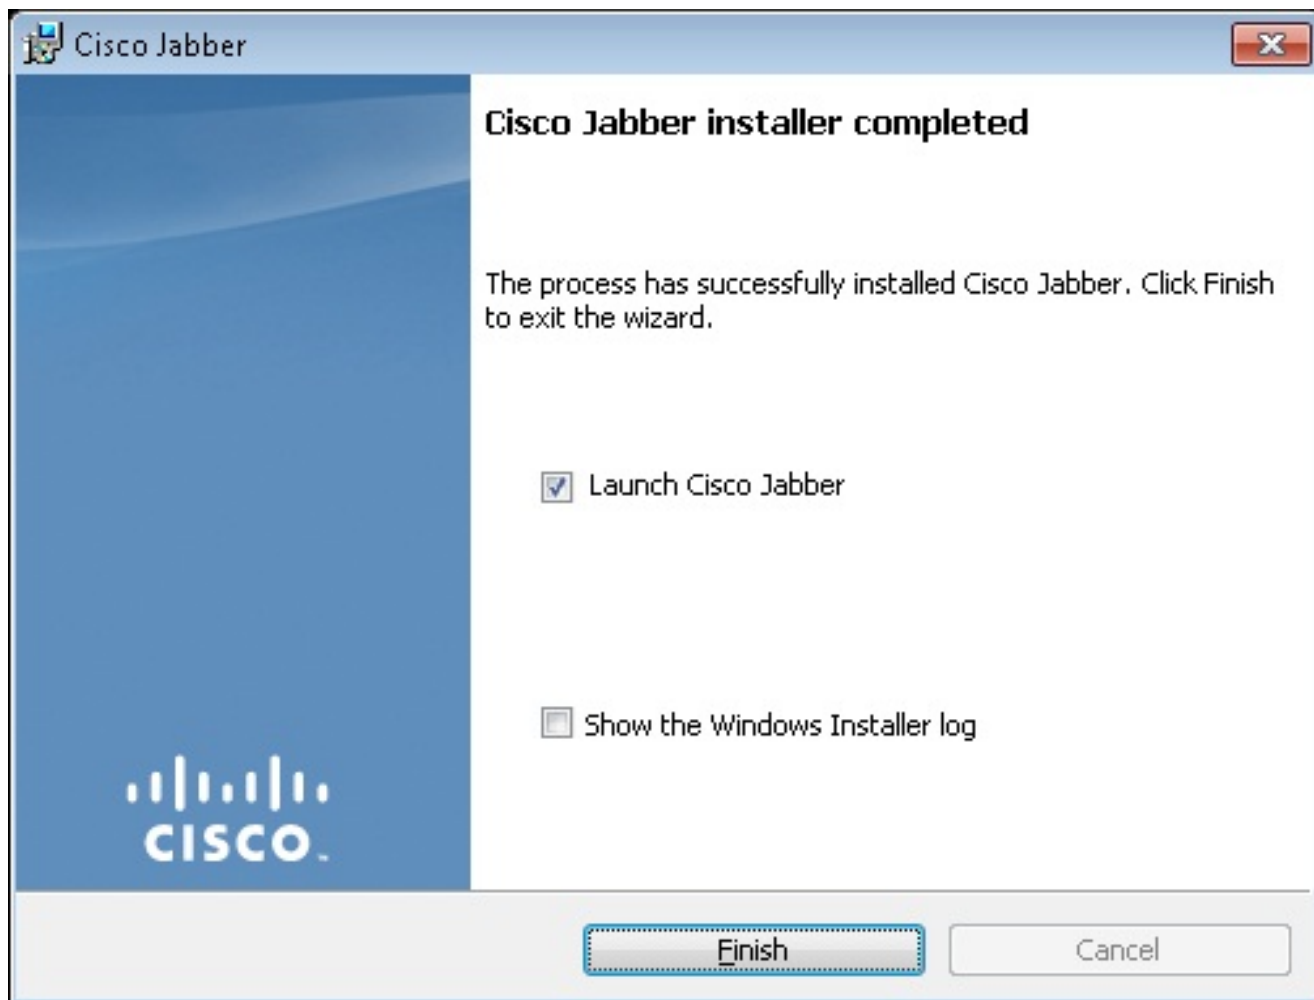 Cisco Jabber
Cisco Jabber installer completed
The process has successfully installed Cisco Jabber. Click Finish
to exit the wizard.
Launch Cisco Jabber
Show the Windows Installer log
CISCO™
Finish
Cancel